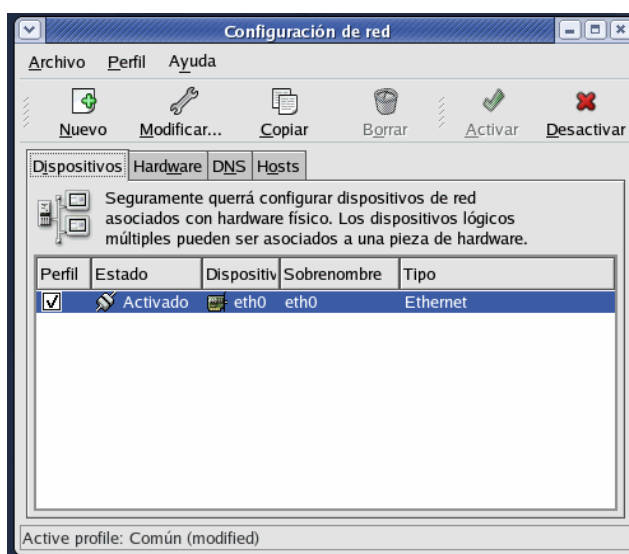 Configuración de red
Archivo Perfil Ayuda
Nuevo Modificar... Copiar Borrar Activar Desactivar
Dispositivos Hardware DNS Hosts
Seguramente querrá configurar dispositivos de red
asociados con hardware físico. Los dispositivos lógicos
múltiples pueden ser asociados a una pieza de hardware.
Perfil Estado Dispositiv Sobrenombre Tipo
Activado eth0 eth0 Ethernet
Active profile: Común (modified)